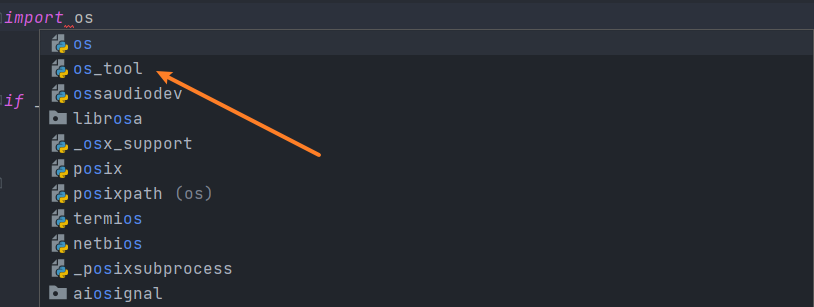 import os
os
os_tool
ossaudiodev
librosa
_osx_support
if _
posix
posixpath (os)
termios
netbios
_posixsubprocess
aiosignal